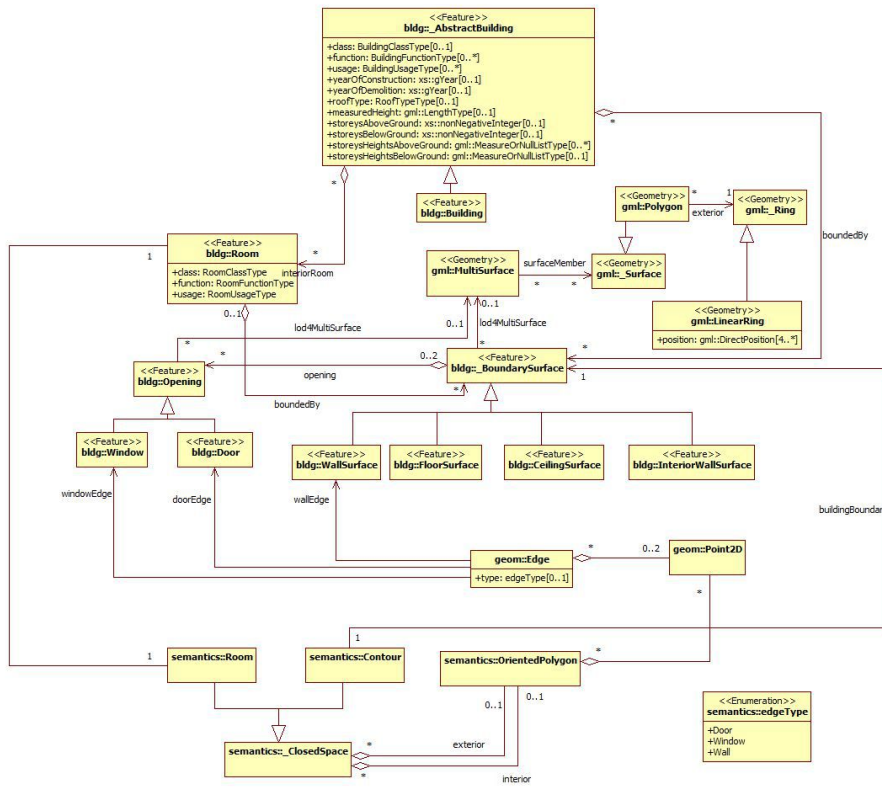 <<Feature>>
bldg::_AbstractBuilding
+class: BuildingClassType[0..1]
+function: BuildingFunctionType[0..*]
+usage: BuildingUsageType[0..*]
+yearOfConstruction: xs::gYear[0..1]
+yearOfDemolition: xs::gYear[0..1]
+roofType: RoofTypeType[0..1]
+measuredHeight: gml::LengthType[0..1]
+storeysAboveGround: xs::nonNegativeInteger[0..1]
+storeysBelowGround: xs::nonNegativeInteger[0..1]
+storeysHeightsAboveGround: gml::MeasureOrNullListType[0..*]
+storeysHeightsBelowGround: gml::MeasureOrNullListType[0..1]
*
*
<<Feature>>
bldg::Building
<<Geometry>>
gml::Polygon
*
1
exterior
<<Geometry>>
gml::_Ring
boundedBy
1
<<Feature>>
bldg::Room
+class: RoomClassType
+function: RoomFunctionType
+usage: RoomUsageType
*
interiorRoom
<<Geometry>>
gml::MultiSurface
surfaceMember
*
*
<<Geometry>>
gml::_Surface
<<Geometry>>
gml::LinearRing
+position: gml::DirectPosition[4..*]
0..1
lod4MultiSurface
0..1
0..1
lod4MultiSurface
*
*
*
<<Feature>>
bldg::Opening
*
opening
0..2
<<Feature>>
bldg::_BoundarySurface
1
boundedBy
*
<<Feature>>
bldg::Window
<<Feature>>
bldg::Door
<<Feature>>
bldg::WallSurface
<<Feature>>
bldg::FloorSurface
<<Feature>>
bldg::CeilingSurface
<<Feature>>
bldg::InteriorWallSurface
windowEdge
doorEdge
wallEdge
buildingBoundar
geom::Edge
+type: edgeType[0..1]
*
0..2
geom::Point2D
*
1
semantics::Room
semantics::Contour
1
semantics::OrientedPolygon
*
0..1
0..1
<<Enumeration>>
semantics::edgeType
+Door
+Window
+Wall
semantics::_ClosedSpace
*
exterior
*
interior